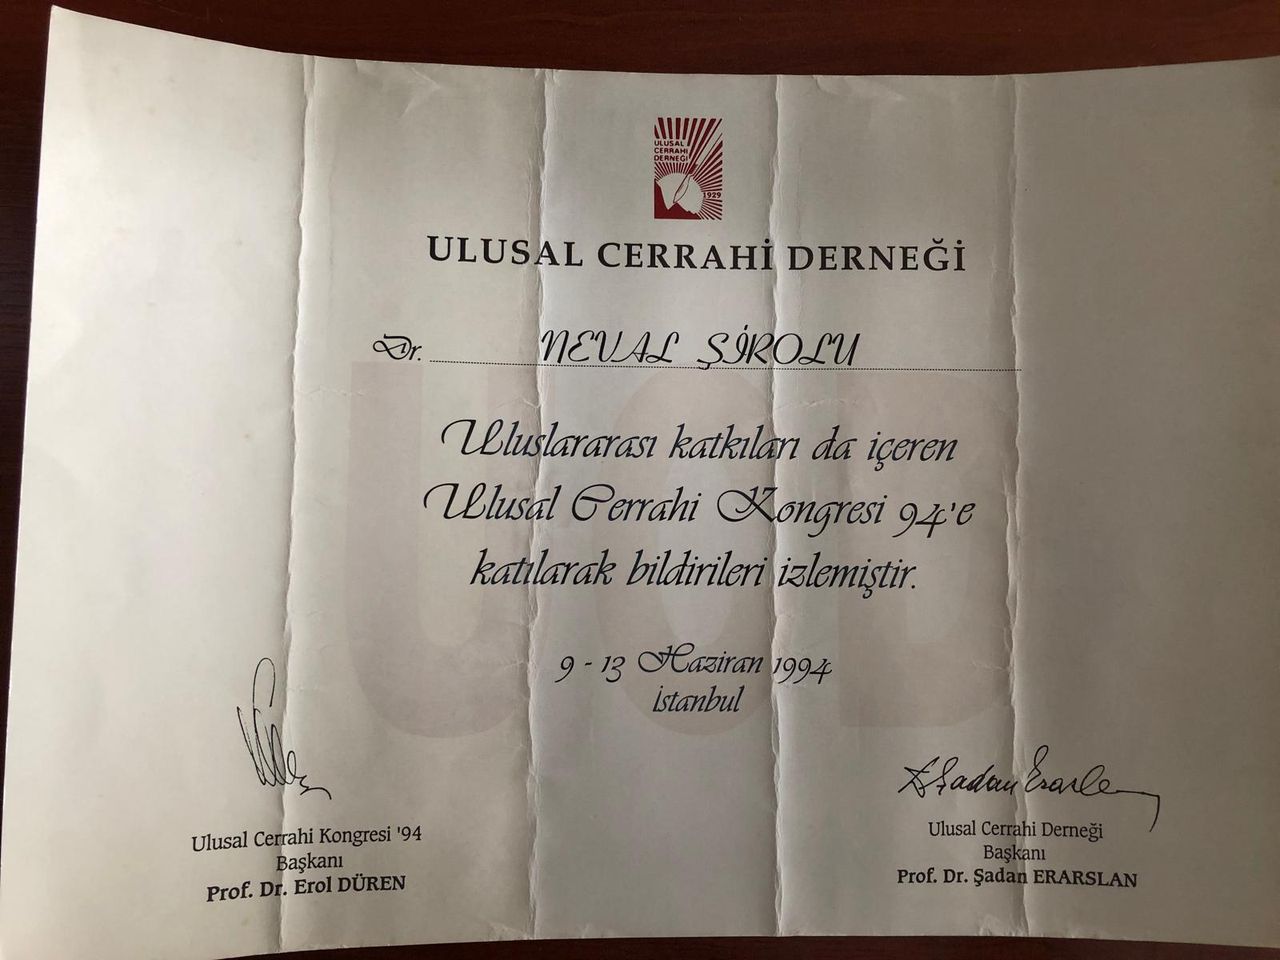 ULUSAL
CERRAHİ
DERNEĞİ
1929
ULUSAL CERRAHİ DERNEĞİ
Dr. NEVAL ŞİROLU
Uluslararası katkıları da içeren
Ulusal Cerrahi Kongresi 94'e
katılarak bildirileri izlemiştir.
9 - 13 Haziran 1994
İstanbul
Ulusal Cerrahi Kongresi '94
Başkanı
Prof. Dr. Erol DÜREN
Ulusal Cerrahi Derneği
Başkanı
Prof. Dr. Şadan ERARSLAN